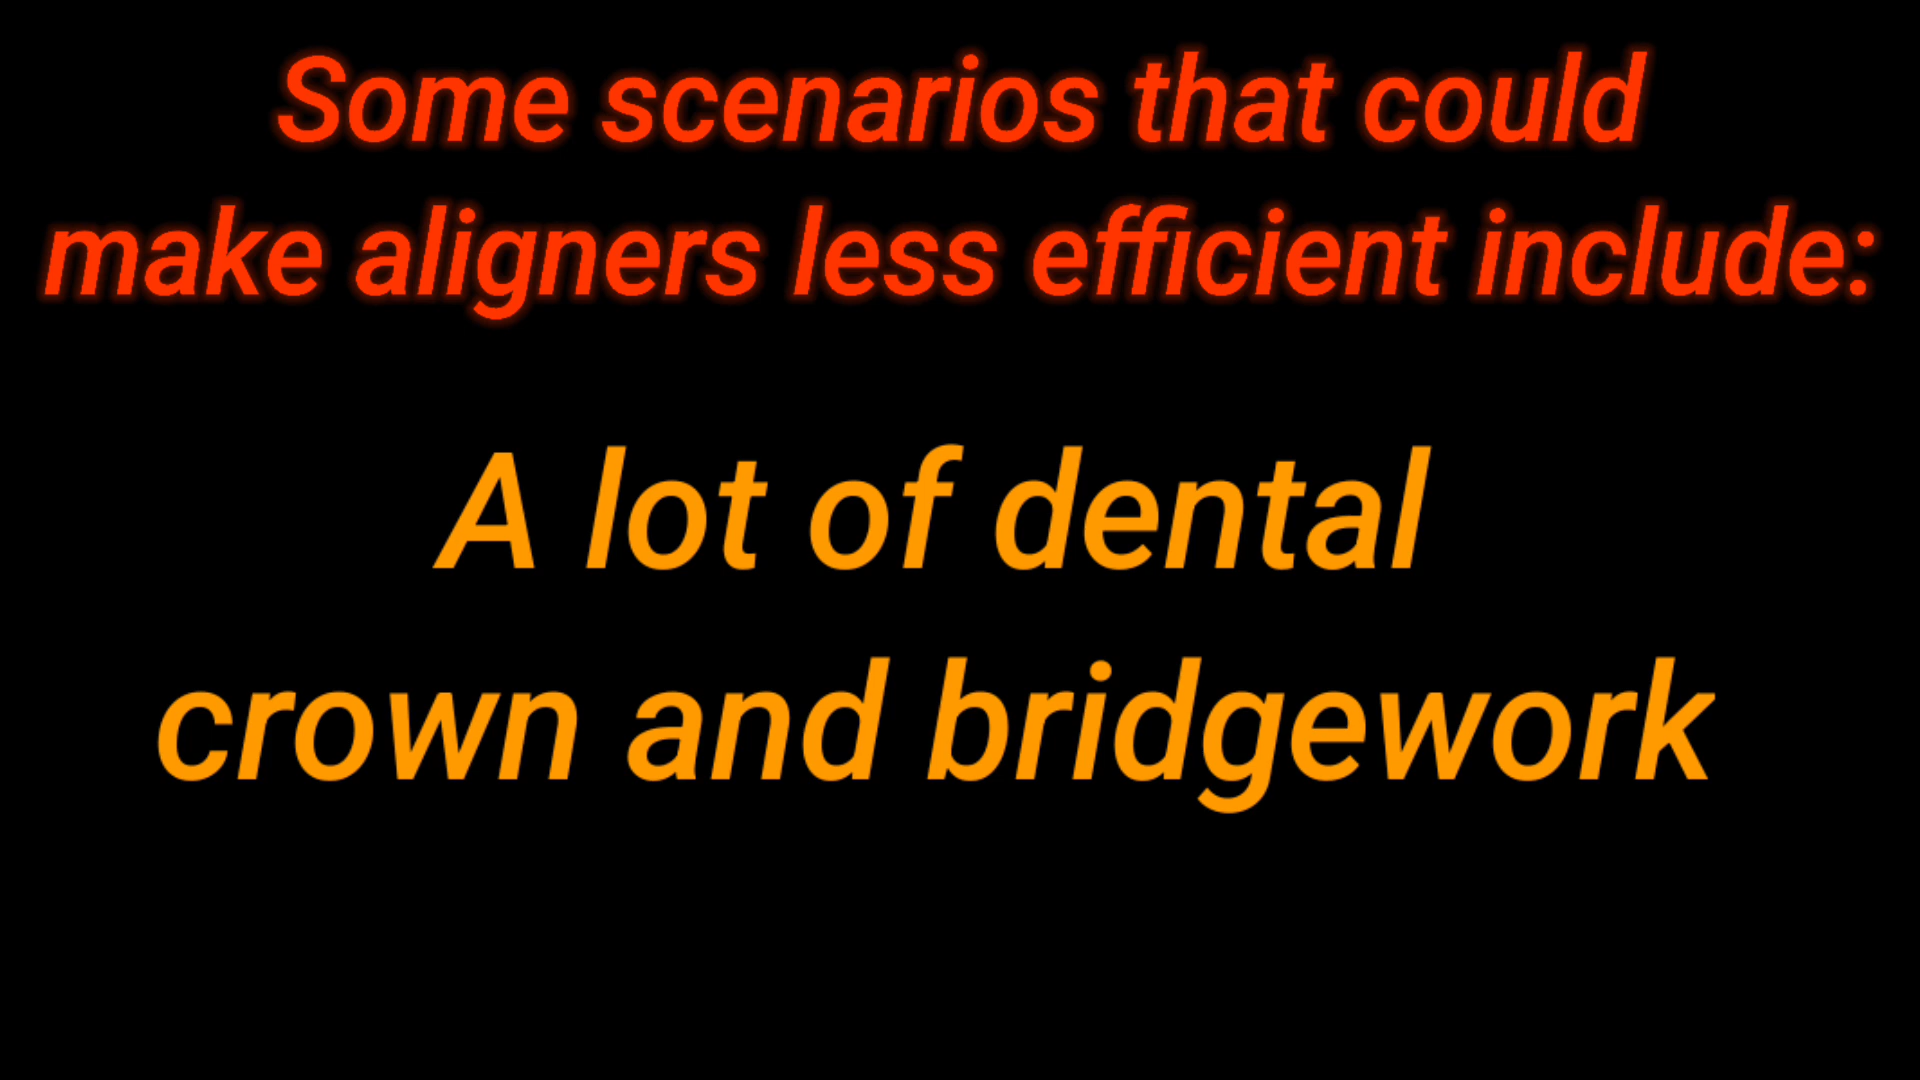 Some scenarios that could
make aligners less efficient include:
A lot of dental
crown and bridgework